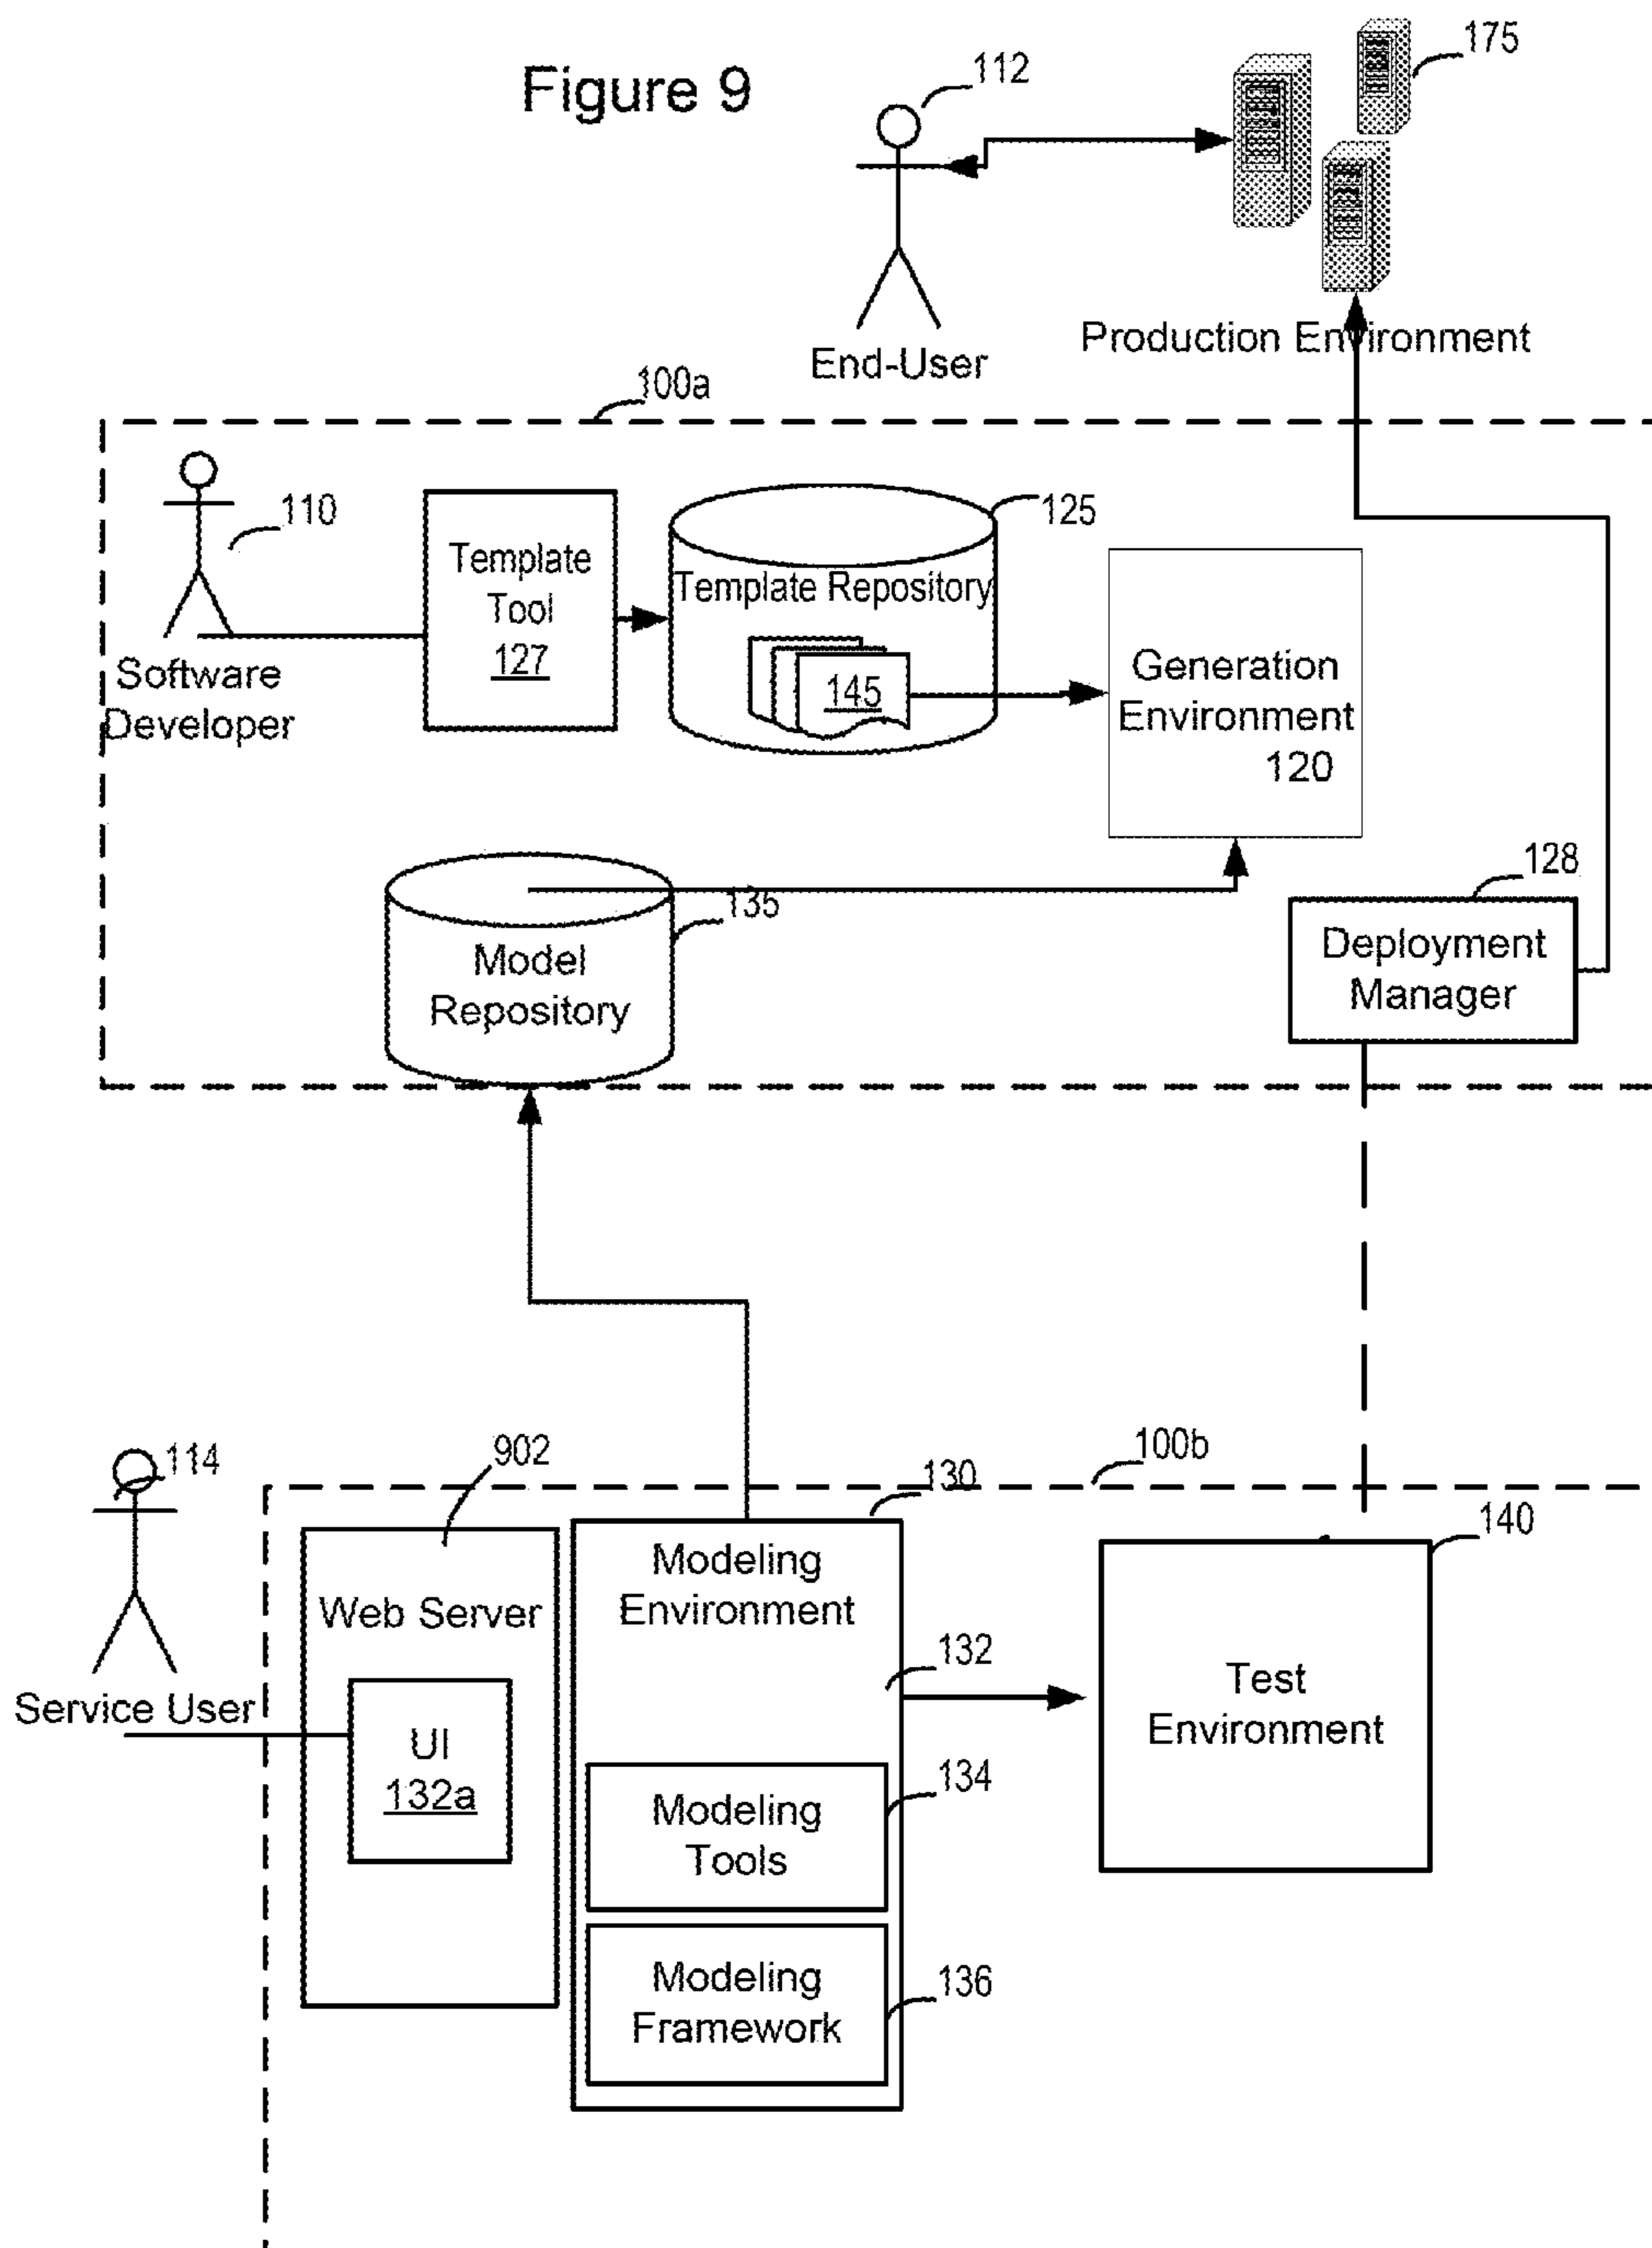 Figure 9
112
175
End-User
Production Environment
100a
110
Software
Developer
Template
Tool
127
125
Template Repository
145
Generation
Environment
120
135
Model
Repository
128
Deployment
Manager
114
Service User
902
Web Server
UI
132a
130
Modeling
Environment
132
134
Modeling
Tools
136
Modeling
Framework
100b
140
Test
Environment